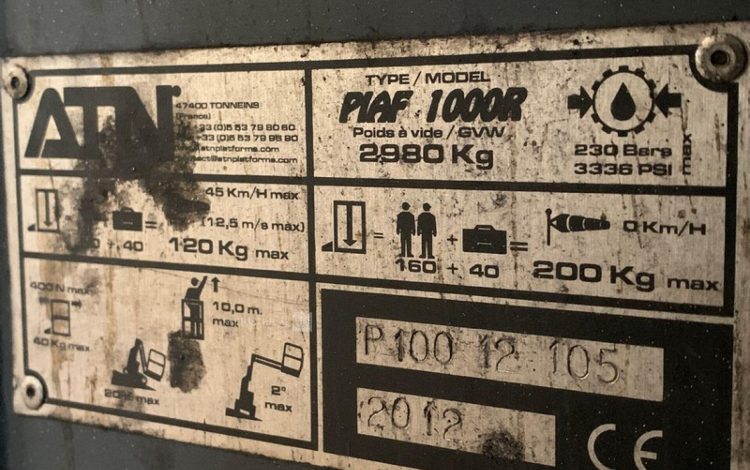 ATN
47400 TONNEINS
(France)
TYPE / MODEL
PIAF 1000R
Poids à vide / GVW
2980 Kg
230 Bars
3336 PSI
max
45 Km/H max
(12,5 m/s max)
+ 40
=
120 Kg max
= + =
160 + 40
0 Km/H
200 Kg max
400 N max
40 Kg max
10,0 m.
max
max
2°
max
P100 12 105
2012
CE